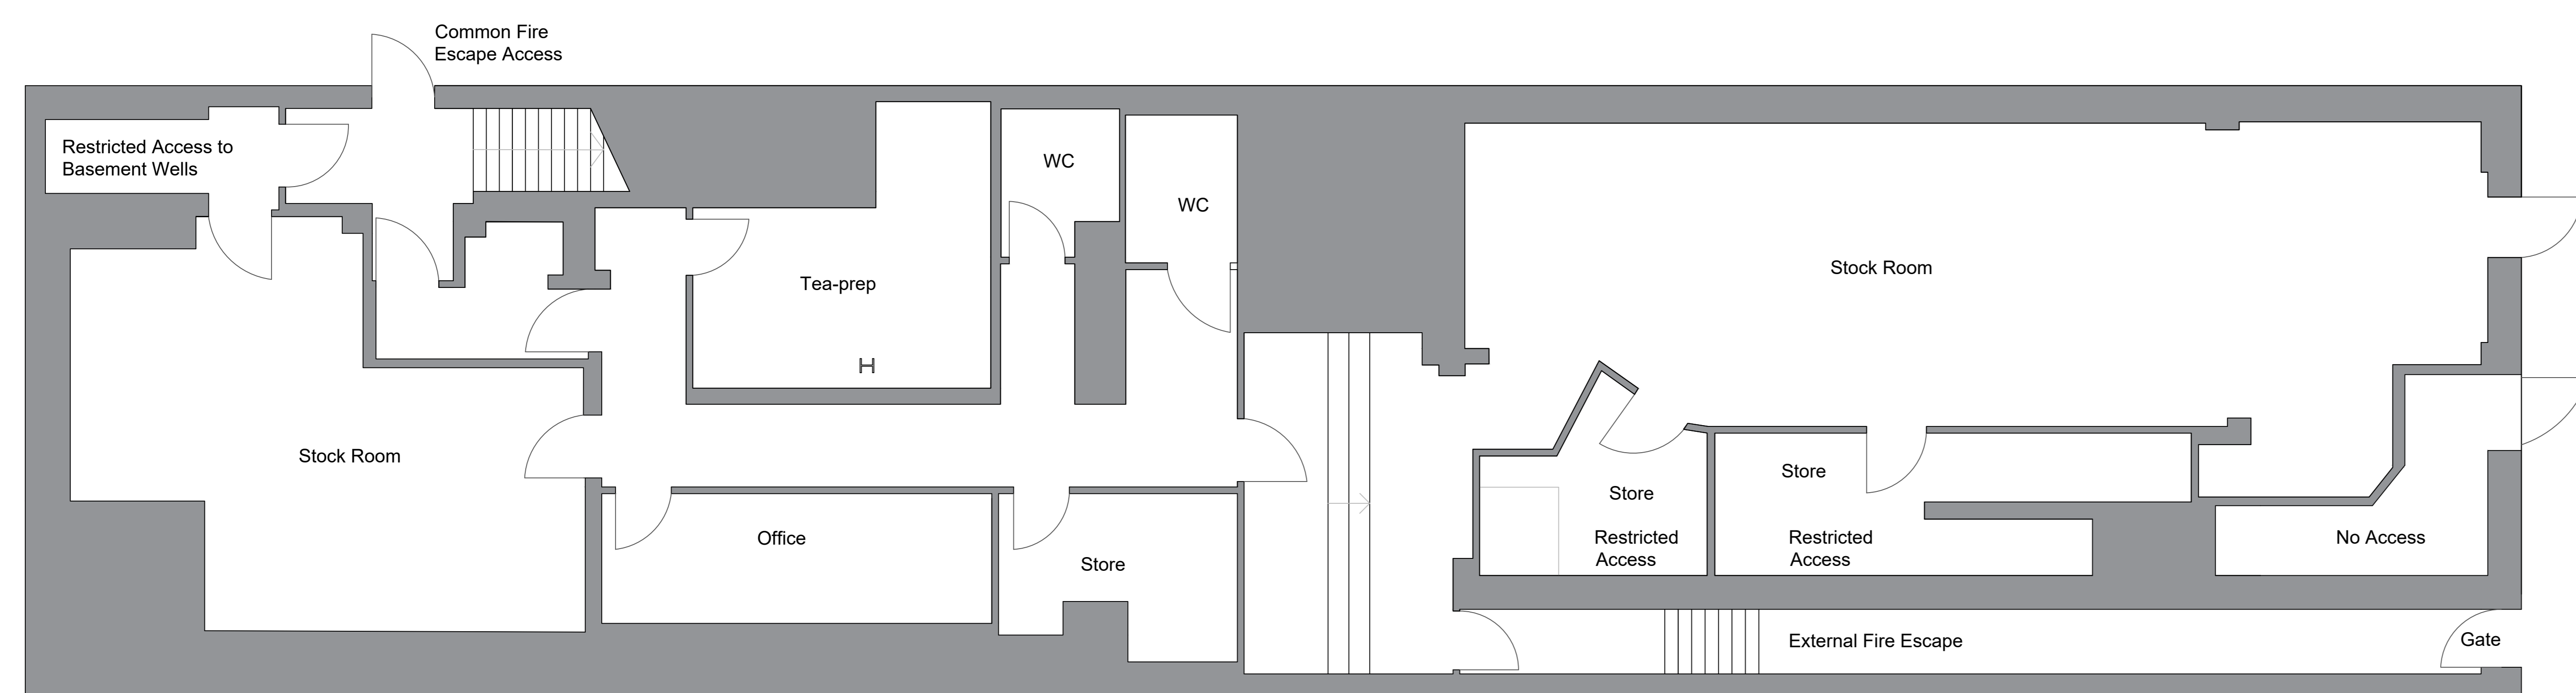 Common Fire
Escape Access
Restricted Access to
Basement Wells
WC
WC
Tea-prep
H
Stock Room
Stock Room
Office
Store
Store
Restricted
Access
Store
Restricted
Access
No Access
External Fire Escape
Gate